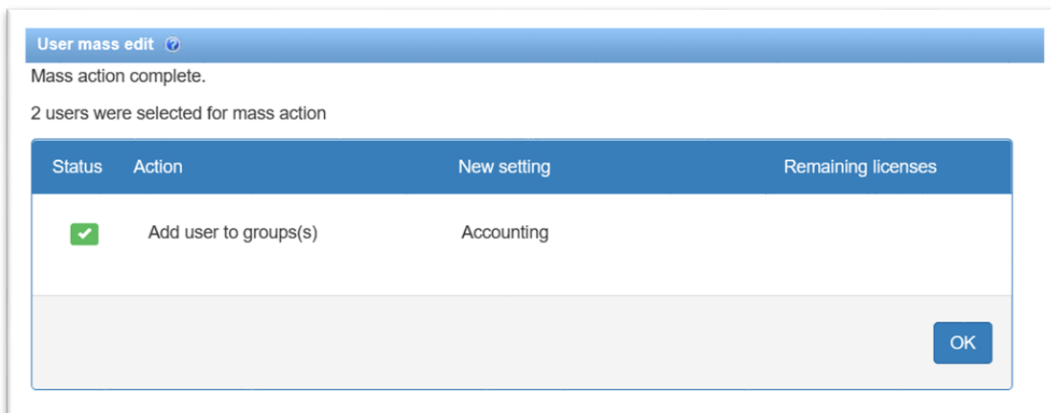 User mass edit
Mass action complete.
2 users were selected for mass action
Status Action New setting Remaining licenses
Add user to groups(s) Accounting
OK